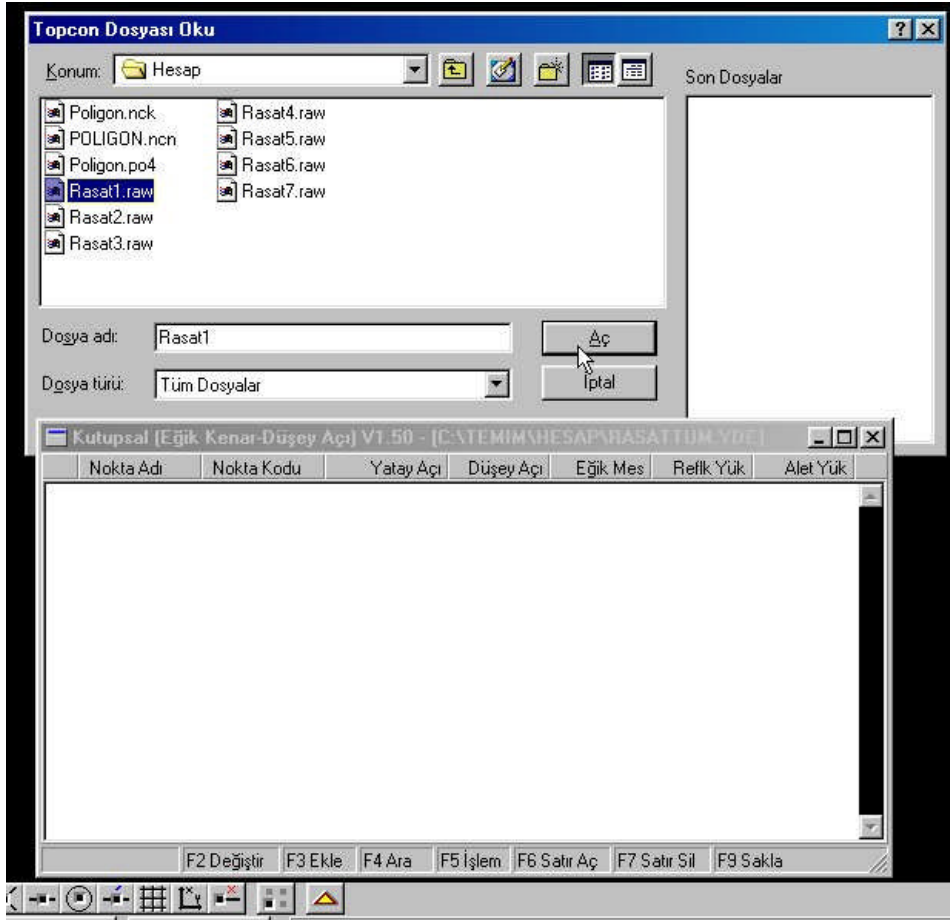 Topcon Dosyası Oku
Konum: Hesap
Son Dosyalar
Poligon.nck Rasat4.raw
POLIGON.ncn Rasat5.raw
Poligon.po4 Rasat6.raw
Rasat1.raw Rasat7.raw
Rasat2.raw
Rasat3.raw
Dosya adı: Rasat1 Aç
Dosya türü: Tüm Dosyalar İptal
Kutupsal (Eğik Kenar-Düşey Açı) V1.50 - [C:\TEMIM\HESAP\RASATTUM.YDE]
Nokta Adı Nokta Kodu Yatay Açı Düşey Açı Eğik Mes Reflk Yük Alet Yük
F2 Değiştir F3 Ekle F4 Ara F5 İşlem F6 Satır Aç F7 Satır Sil F9 Sakla